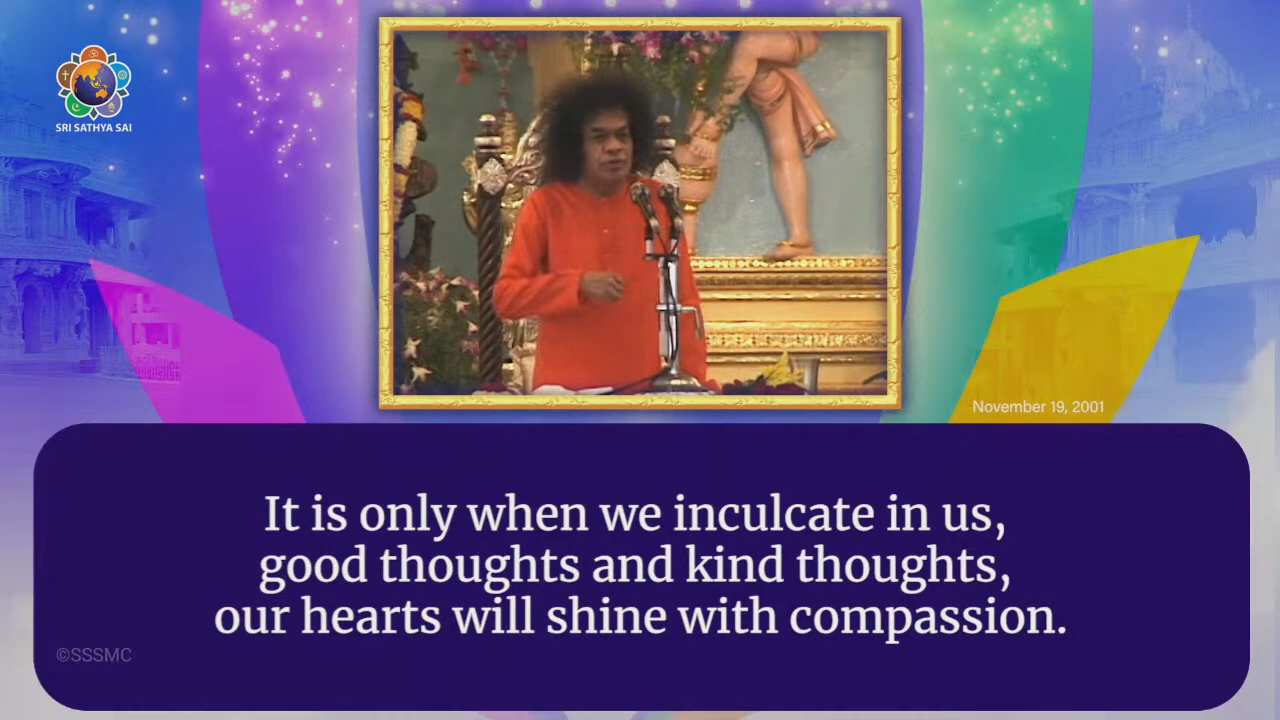 SRI SATHYA SAI
November 19, 2001
It is only when we inculcate in us,
good thoughts and kind thoughts,
our hearts will shine with compassion.
©SSSMC